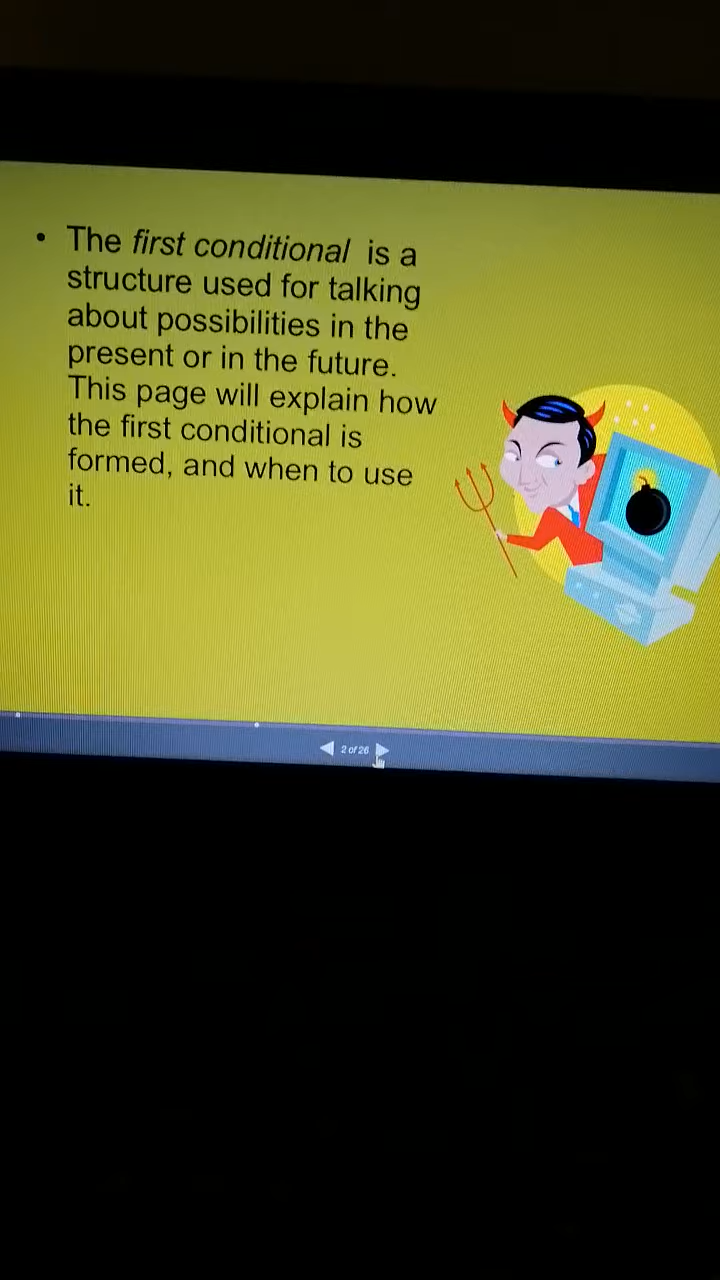 • The first conditional is a
structure used for talking
about possibilities in the
present or in the future.
This page will explain how
the first conditional is
formed, and when to use
it.
2 of 26